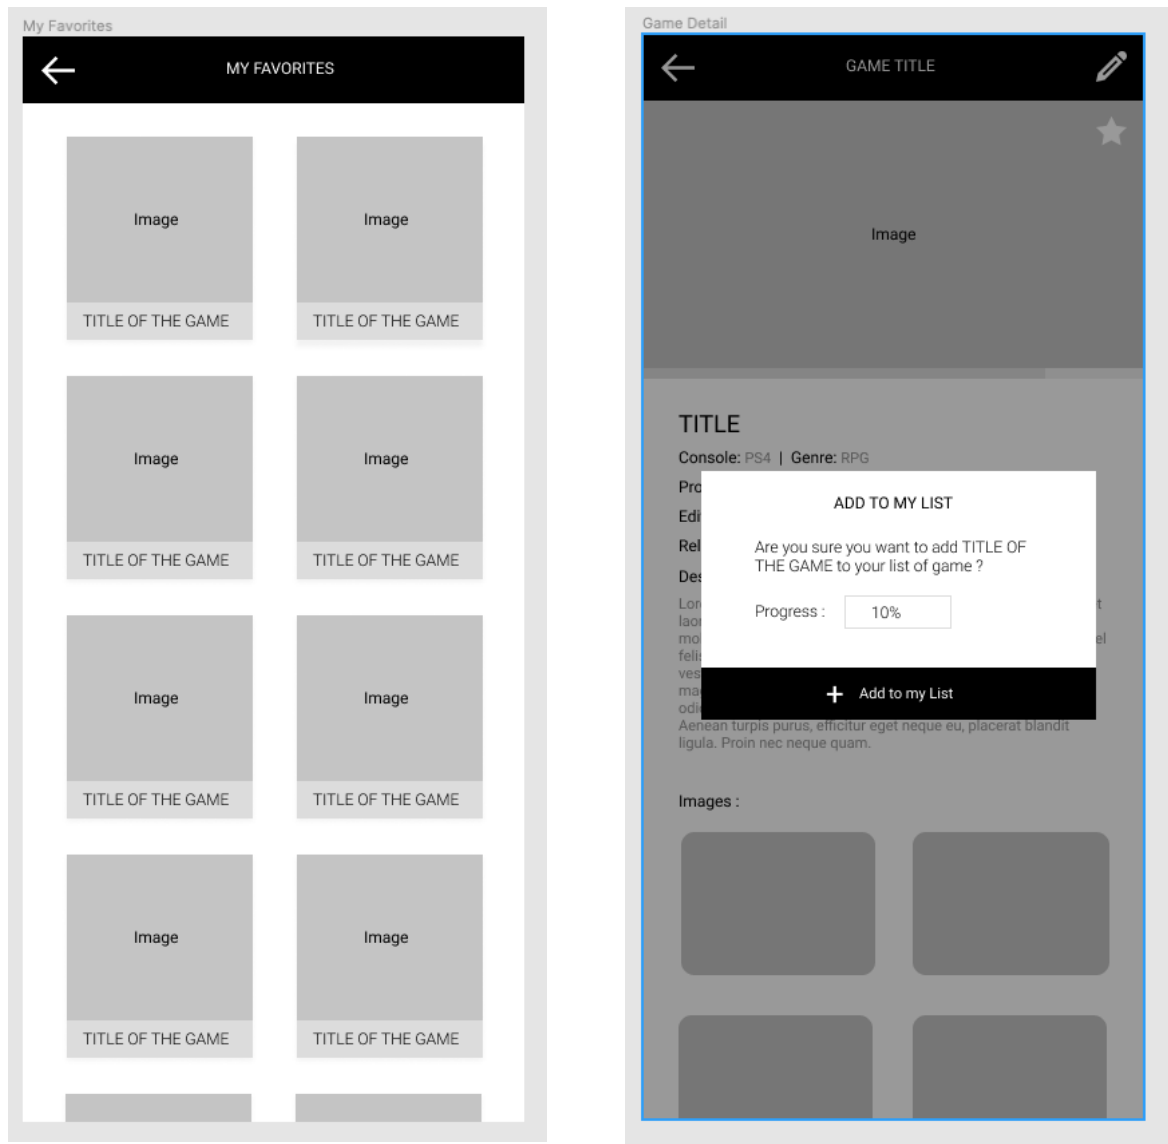 My Favorites
MY FAVORITES
Image
Image
TITLE OF THE GAME
TITLE OF THE GAME
Image
Image
TITLE OF THE GAME
TITLE OF THE GAME
Image
Image
TITLE OF THE GAME
TITLE OF THE GAME
Image
Image
TITLE OF THE GAME
TITLE OF THE GAME
Game Detail
GAME TITLE
Image
TITLE
Console: PS4 | Genre: RPG
Pro
Edi
Rel
Des
ADD TO MY LIST
Are you sure you want to add TITLE OF
THE GAME to your list of game ?
Progress : 10%
+ Add to my List
Aenean turpis purus, efficitur eget neque eu, placerat blandit
ligula. Proin nec neque quam.
Images :